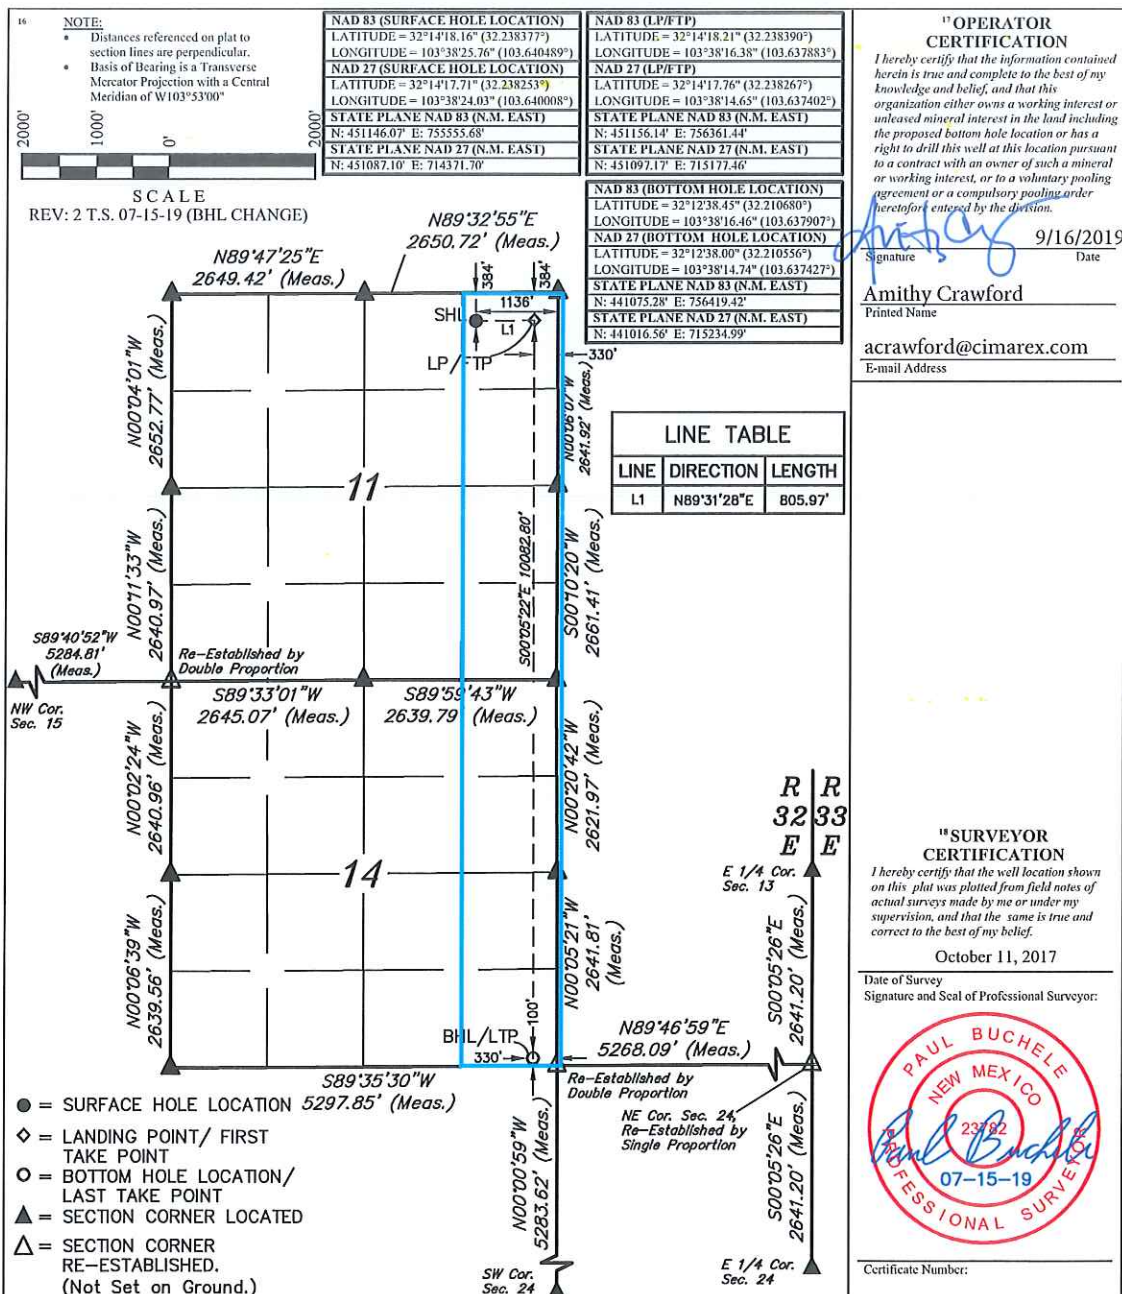 16
NOTE:
• Distances referenced on plat to
section lines are perpendicular.
• Basis of Bearing is a Transverse
Mercator Projection with a Central
Meridian of W103°53'00"
2000'
1000'
0'
2000'
SCALE
REV: 2 T.S. 07-15-19 (BHL CHANGE)
NAD 83 (SURFACE HOLE LOCATION)
LATITUDE = 32°14'18.16" (32.238377°)
LONGITUDE = 103°38'25.76" (103.640489°)
NAD 27 (SURFACE HOLE LOCATION)
LATITUDE = 32°14'17.71" (32.238253°)
LONGITUDE = 103°38'24.03" (103.640008°)
STATE PLANE NAD 83 (N.M. EAST)
N: 451146.07' E: 755555.68'
STATE PLANE NAD 27 (N.M. EAST)
N: 451087.10' E: 714371.70'
NAD 83 (LP/FTP)
LATITUDE = 32°14'18.21" (32.238390°)
LONGITUDE = 103°38'16.38" (103.637883°)
NAD 27 (LP/FTP)
LATITUDE = 32°14'17.76" (32.238267°)
LONGITUDE = 103°38'14.65" (103.637402°)
STATE PLANE NAD 83 (N.M. EAST)
N: 451156.14' E: 756361.44'
STATE PLANE NAD 27 (N.M. EAST)
N: 451097.17' E: 715177.46'
NAD 83 (BOTTOM HOLE LOCATION)
LATITUDE = 32°12'38.45" (32.210680°)
LONGITUDE = 103°38'16.46" (103.637907°)
NAD 27 (BOTTOM HOLE LOCATION)
LATITUDE = 32°12'38.00" (32.210556°)
LONGITUDE = 103°38'14.74" (103.637427°)
STATE PLANE NAD 83 (N.M. EAST)
N: 441075.28' E: 756419.42'
STATE PLANE NAD 27 (N.M. EAST)
N: 441016.56' E: 715234.99'
17 OPERATOR
CERTIFICATION
I hereby certify that the information contained
herein is true and complete to the best of my
knowledge and belief, and that this
organization either owns a working interest or
unleased mineral interest in the land including
the proposed bottom hole location or has a
right to drill this well at this location pursuant
to a contract with an owner of such a mineral
or working interest, or to a voluntary pooling
agreement or a compulsory pooling order
heretofore entered by the division.
9/16/2019
Signature Date
Amithy Crawford
Printed Name
acrawford@cimarex.com
E-mail Address
N89°32'55"E
2650.72' (Meas.)
N89°47'25"E
2649.42' (Meas.)
384'
384'
1136'
SHL
L1
LP/FTP
330'
N00°04'01"W
2652.77' (Meas.)
N00°06'07"W
2641.92' (Meas.)
LINE TABLE
LINE DIRECTION LENGTH
L1 N89°31'28"E 805.97'
11
N00°11'33"W
2640.97' (Meas.)
S00°05'22"E 10082.80'
S00°10'20"W
2661.41' (Meas.)
S89°40'52"W
5284.81'
(Meas.)
Re-Established by
Double Proportion
NW Cor.
Sec. 15
S89°33'01"W
2645.07' (Meas.)
S89°59'43"W
2639.79' (Meas.)
N00°02'24"W
2640.96' (Meas.)
N00°20'42"W
2621.97' (Meas.)
R R
32 33
E E
14
E 1/4 Cor.
Sec. 13
N00°06'39"W
2639.56' (Meas.)
N00°05'21"W
2641.81'
(Meas.)
S00°05'26"E
2641.20' (Meas.)
100'
BHL/LTP
330'
N89°46'59"E
5268.09' (Meas.)
S89°35'30"W
5297.85' (Meas.)
Re-Established by
Double Proportion
NE Cor. Sec. 24,
Re-Established by
Single Proportion
N00°00'59"W
5283.62' (Meas.)
S00°05'26"E
2641.20' (Meas.)
SW Cor.
Sec. 24
E 1/4 Cor.
Sec. 24
= SURFACE HOLE LOCATION
= LANDING POINT/ FIRST
TAKE POINT
= BOTTOM HOLE LOCATION/
LAST TAKE POINT
= SECTION CORNER LOCATED
= SECTION CORNER
RE-ESTABLISHED.
(Not Set on Ground.)
18 SURVEYOR
CERTIFICATION
I hereby certify that the well location shown
on this plat was plotted from field notes of
actual surveys made by me or under my
supervision, and that the same is true and
correct to the best of my belief.
October 11, 2017
Date of Survey
Signature and Seal of Professional Surveyor:
PAUL BUCHELE
NEW MEXICO
23782
Paul Buchele
07-15-19
PROFESSIONAL SURVEYOR
Certificate Number: